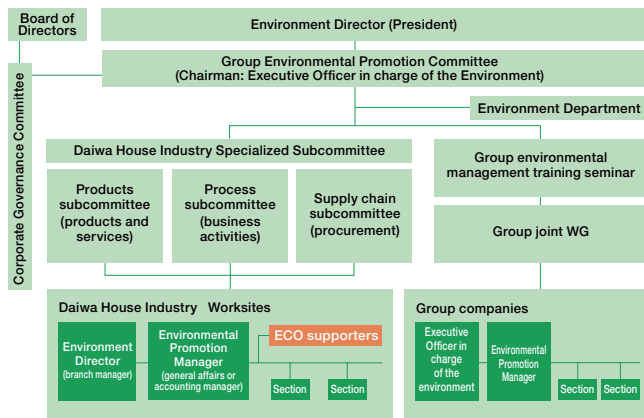 Board of
Directors
Environment Director (President)
Group Environmental Promotion Committee
(Chairman: Executive Officer in charge of the Environment)
Corporate Governance Committee
Environment Department
Daiwa House Industry Specialized Subcommittee
Group environmental
management training seminar
Products
subcommittee
(products and
services)
Process
subcommittee
(business
activities)
Supply chain
subcommittee
(procurement)
Group joint WG
Daiwa House Industry Worksites
Environment
Director
(branch manager)
Environmental
Promotion
Manager
(general affairs or
accounting manager)
ECO supporters
Section
Section
Group companies
Executive
Officer in
charge
of the
environment
Environmental
Promotion
Manager
Section
Section